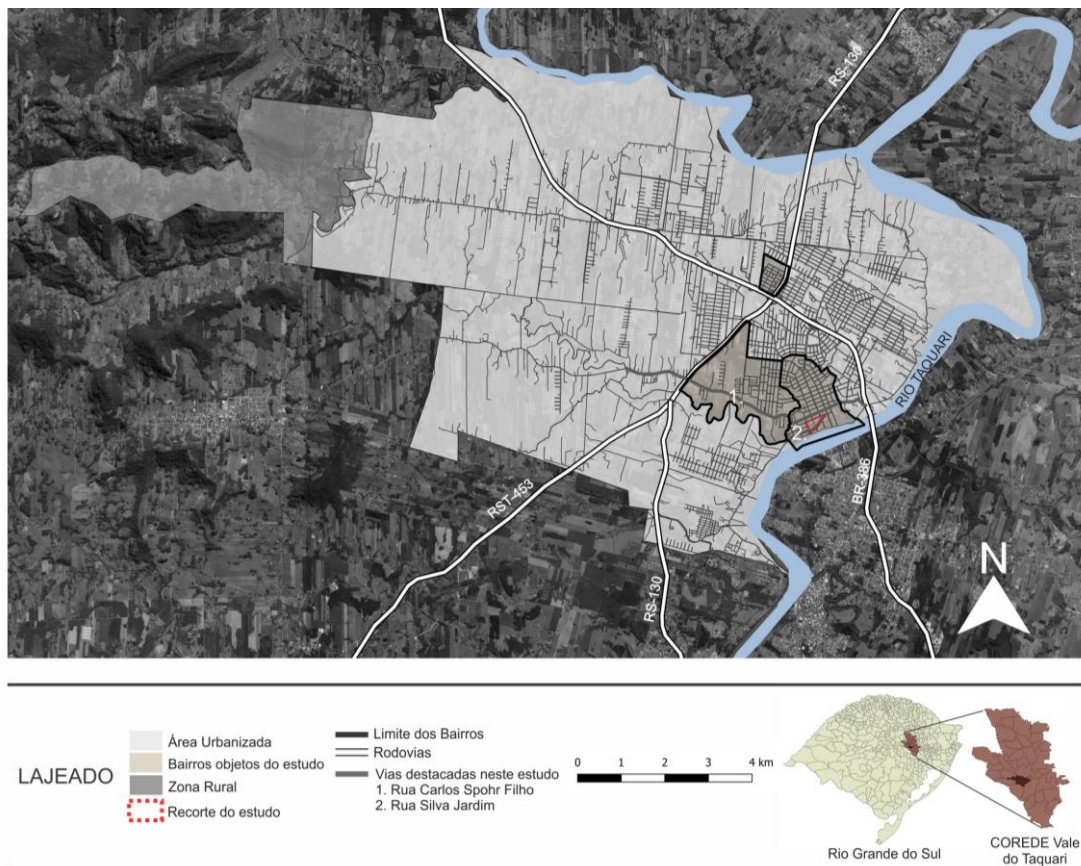 RS-130
RIO TAQUARI
1
2
RST-453
BR-386
RS-130
N
LAJEADO
Área Urbanizada
Bairros objetos do estudo
Zona Rural
Recorte do estudo
Limite dos Bairros
Rodovias
Vias destacadas neste estudo
1. Rua Carlos Spohr Filho
2. Rua Silva Jardim
0 1 2 3 4 km
Rio Grande do Sul
COREDE Vale
do Taquari